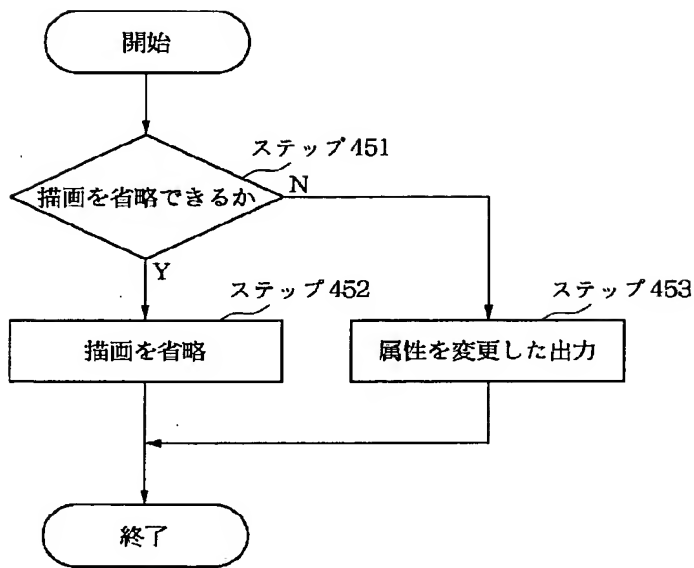 開始
ステップ451
描画を省略できるか
N
Y
ステップ452
ステップ453
描画を省略
属性を変更した出力
終了